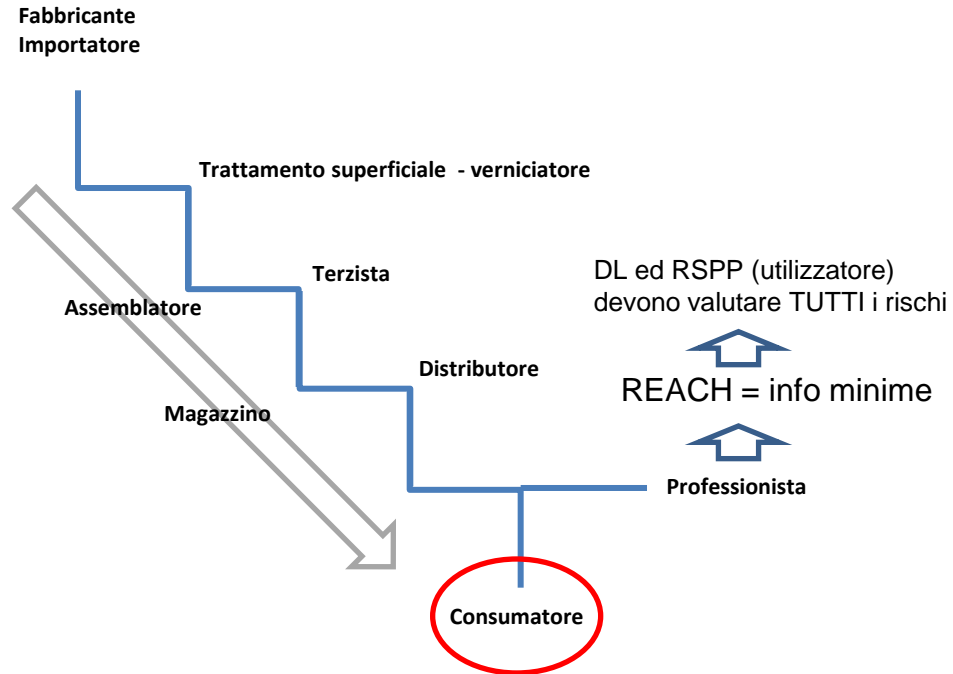 Fabbricante
Importatore
Trattamento superficiale - verniciatore
Terzista
DL ed RSPP (utilizzatore)
devono valutare TUTTI i rischi
Assemblatore
Distributore
REACH = info minime
Magazzino
Professionista
Consumatore